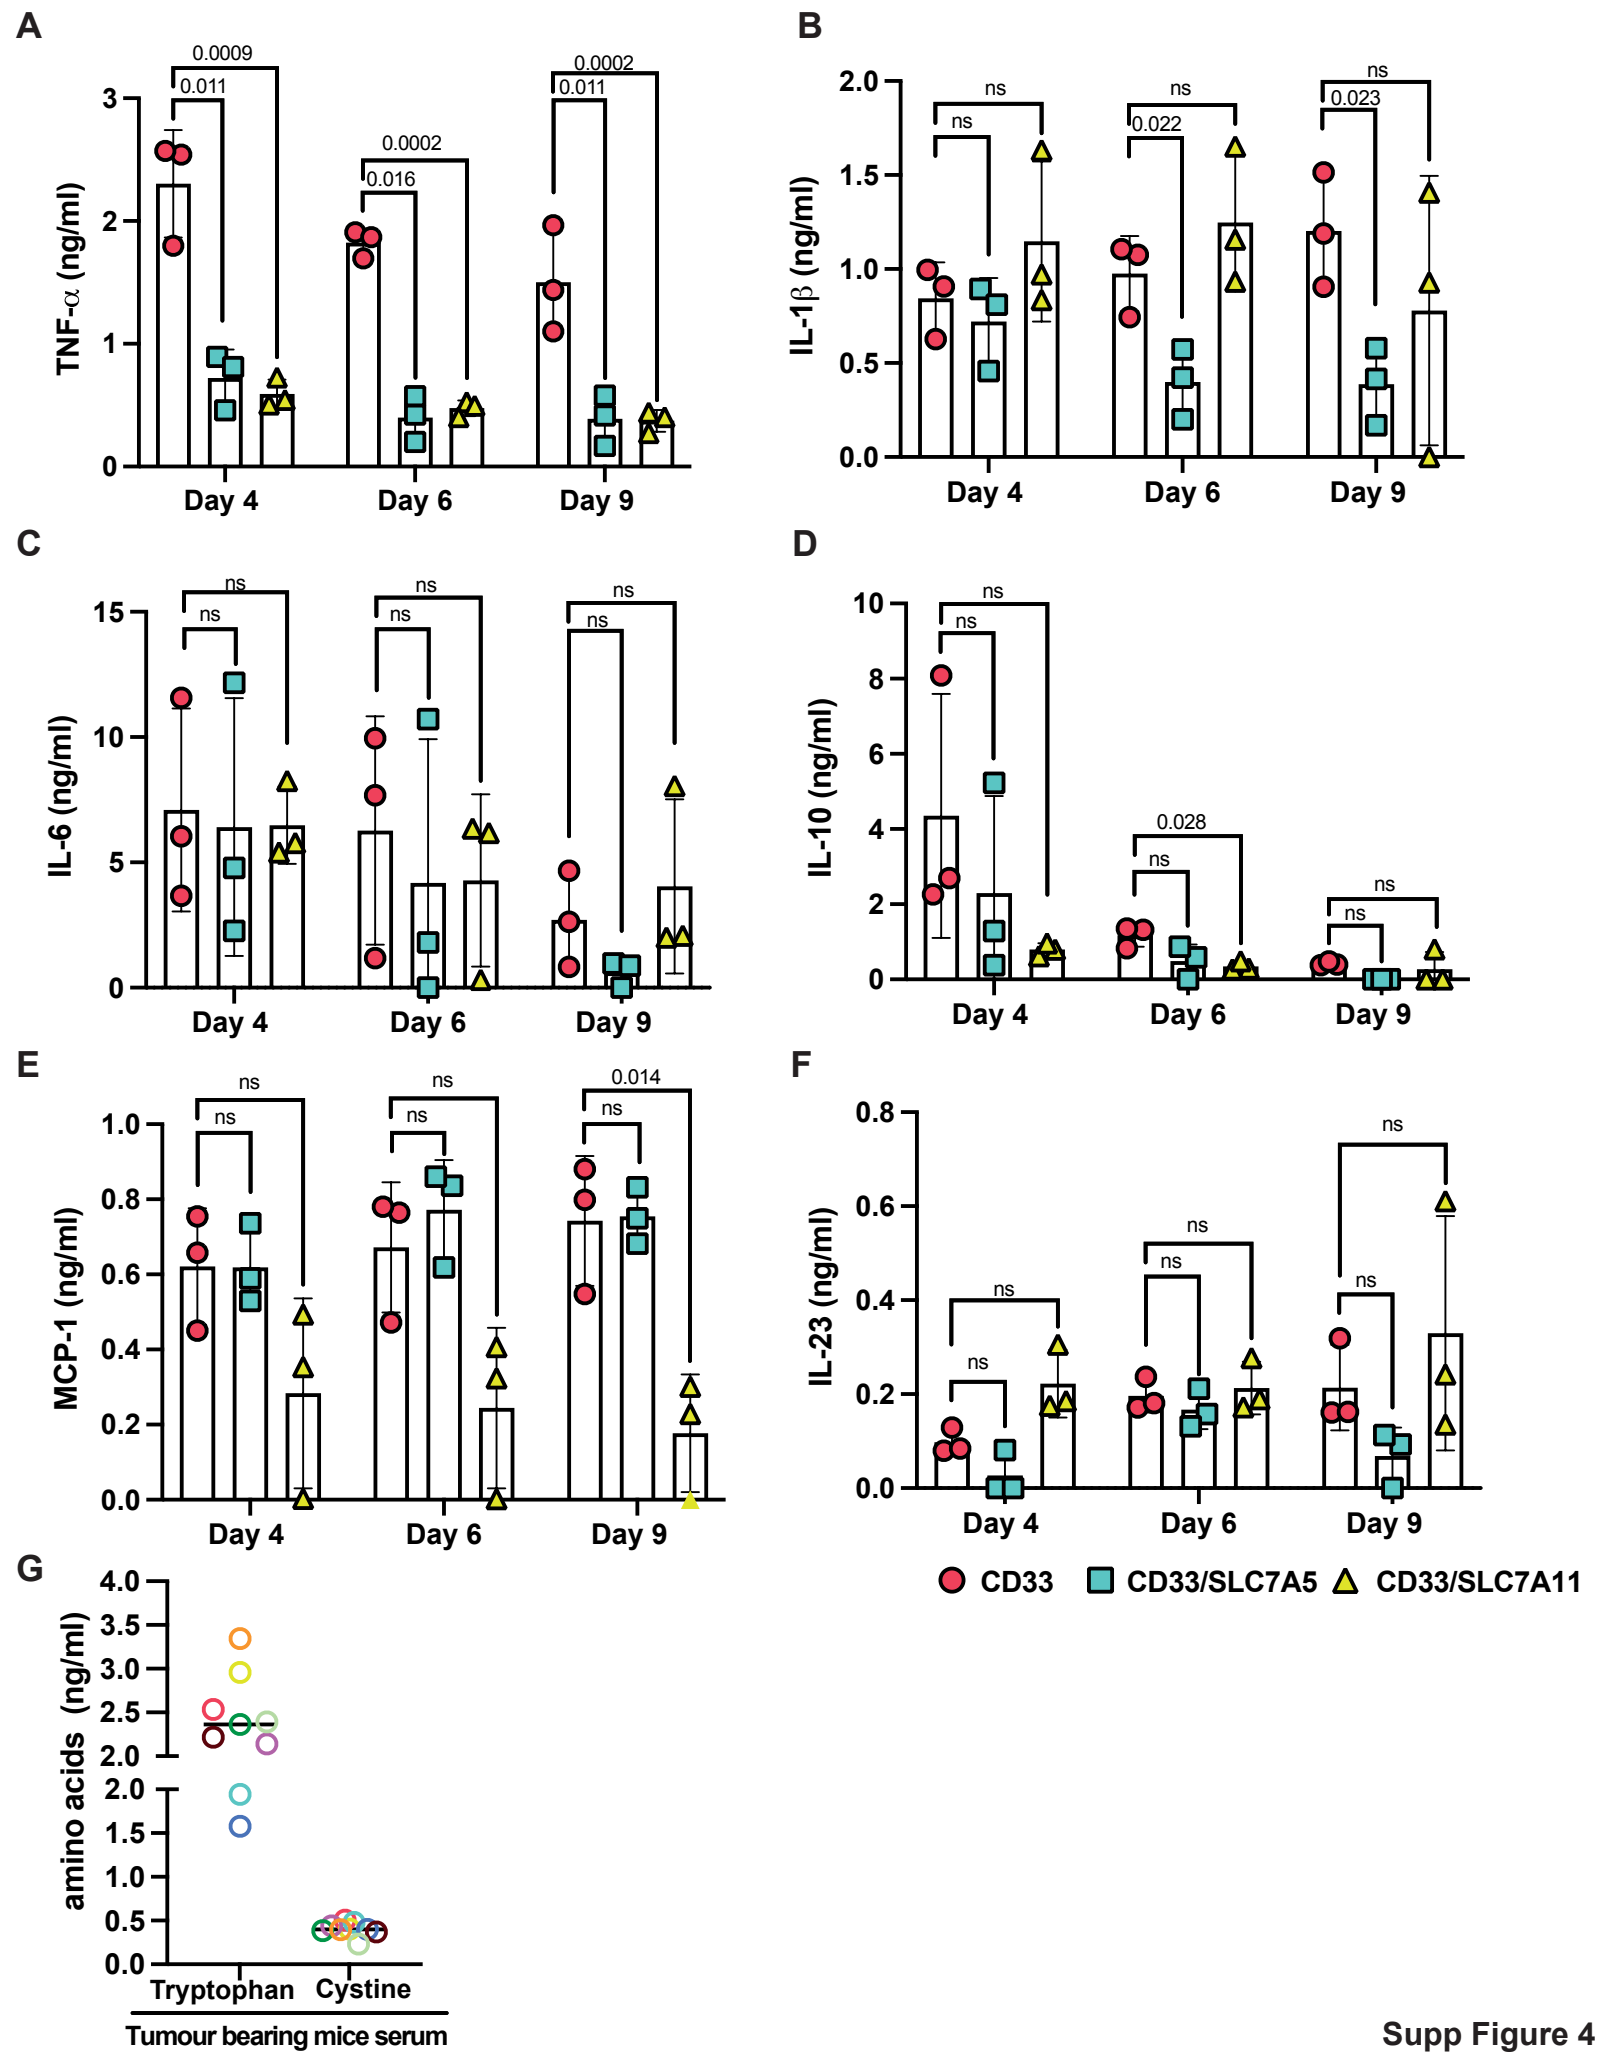 A
TNF-α (ng/ml)
3
2
1
0
0.0009
0.011
0.0002
0.016
0.0002
0.011
Day 4
Day 6
Day 9
B
IL-1β (ng/ml)
2.0
1.5
1.0
0.5
0.0
ns
ns
ns
0.022
ns
0.023
Day 4
Day 6
Day 9
C
IL-6 (ng/ml)
15
10
5
0
ns
ns
ns
ns
ns
ns
Day 4
Day 6
Day 9
D
IL-10 (ng/ml)
10
8
6
4
2
0
ns
ns
0.028
ns
ns
ns
Day 4
Day 6
Day 9
E
MCP-1 (ng/ml)
1.0
0.8
0.6
0.4
0.2
0.0
ns
ns
ns
ns
0.014
ns
Day 4
Day 6
Day 9
F
IL-23 (ng/ml)
0.8
0.6
0.4
0.2
0.0
ns
ns
ns
ns
ns
ns
Day 4
Day 6
Day 9
CD33
CD33/SLC7A5
CD33/SLC7A11
G
amino acids (ng/ml)
4.0
3.5
3.0
2.5
2.0
2.0
1.5
1.0
0.5
0.0
Tryptophan
Cystine
Tumour bearing mice serum
Supp Figure 4